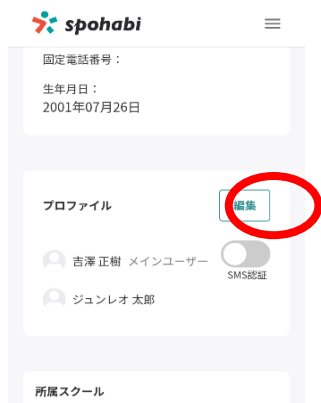 spohabi
固定電話番号：
生年月日：
2001年07月26日
プロファイル
編集
吉澤 正樹 メインユーザー
SMS認証
ジュンレオ 太郎
所属スクール